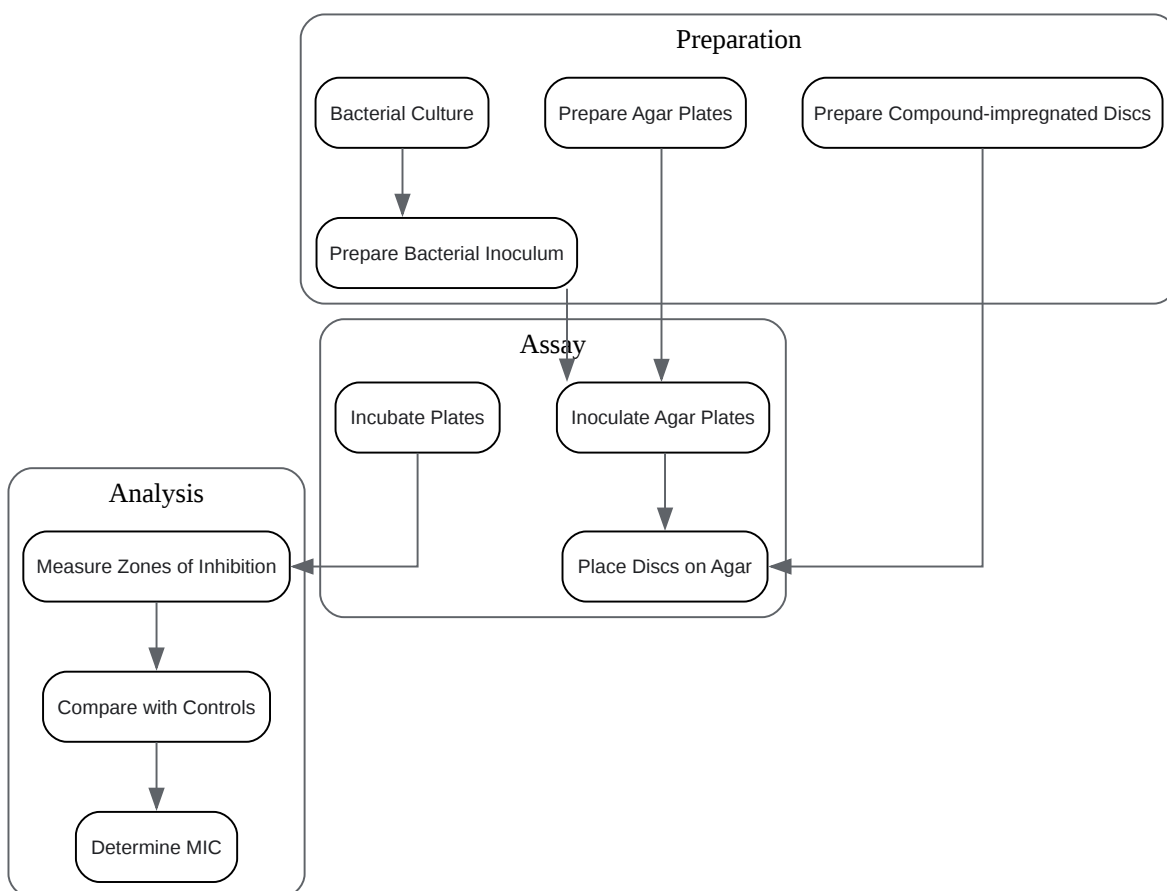 Preparation
Bacterial Culture
Prepare Agar Plates
Prepare Compound-impregnated Discs
Prepare Bacterial Inoculum
Assay
Incubate Plates
Inoculate Agar Plates
Analysis
Measure Zones of Inhibition
Place Discs on Agar
Compare with Controls
Determine MIC